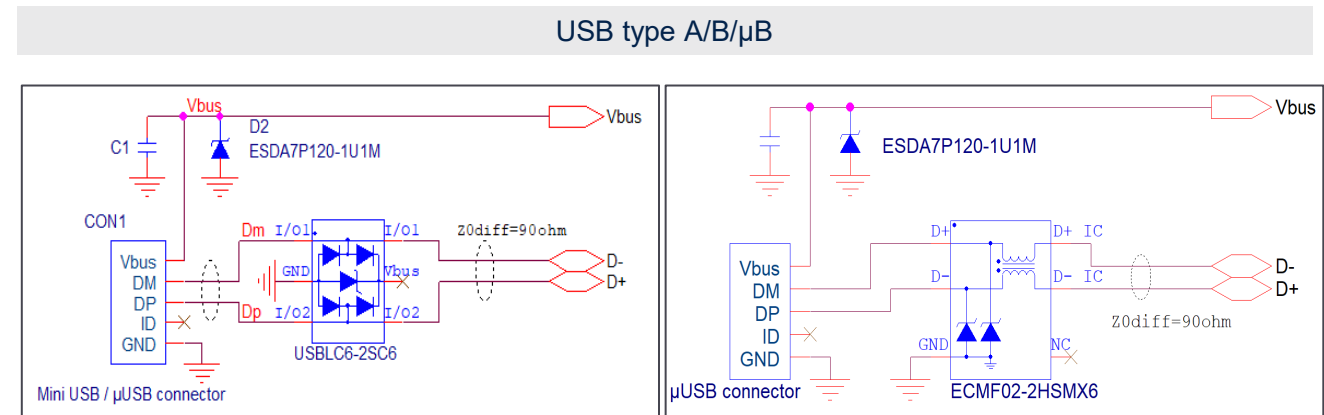 USB type A/B/µB
Vbus
Vbus
D2
C1
ESDA7P120-1U1M
CON1
Dm I/O1 I/O1 Z0diff=90ohm
Vbus
DM
DP
ID
GND
GND Vbus
D-
D+
Dp I/O2 I/O2
USBLC6-2SC6
Mini USB / µUSB connector
Vbus
ESDA7P120-1U1M
D+ D+ IC
Vbus
DM
DP
ID
GND
D- D- IC
D-
D+
Z0diff=90ohm
GND NC
µUSB connector
ECMF02-2HSMX6